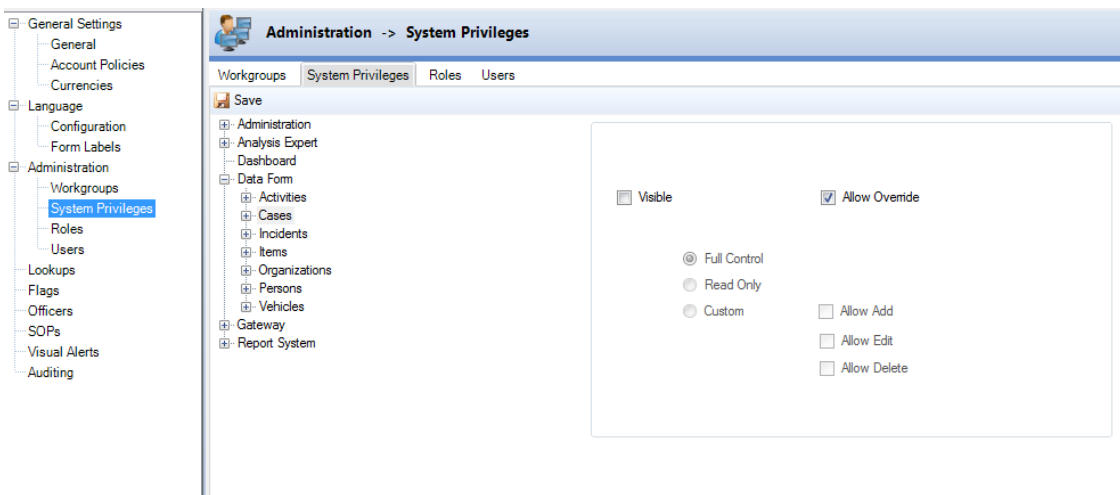 General Settings
General
Account Policies
Currencies
Language
Configuration
Form Labels
Administration
Workgroups
System Privileges
Roles
Users
Lookups
Flags
Officers
SOPs
Visual Alerts
Auditing
Administration -> System Privileges
Workgroups System Privileges Roles Users
Save
Administration
Analysis Expert
Dashboard
Data Form
Activities
Cases
Incidents
Items
Organizations
Persons
Vehicles
Gateway
Report System
Visible Allow Override
Full Control
Read Only
Custom Allow Add
Allow Edit
Allow Delete